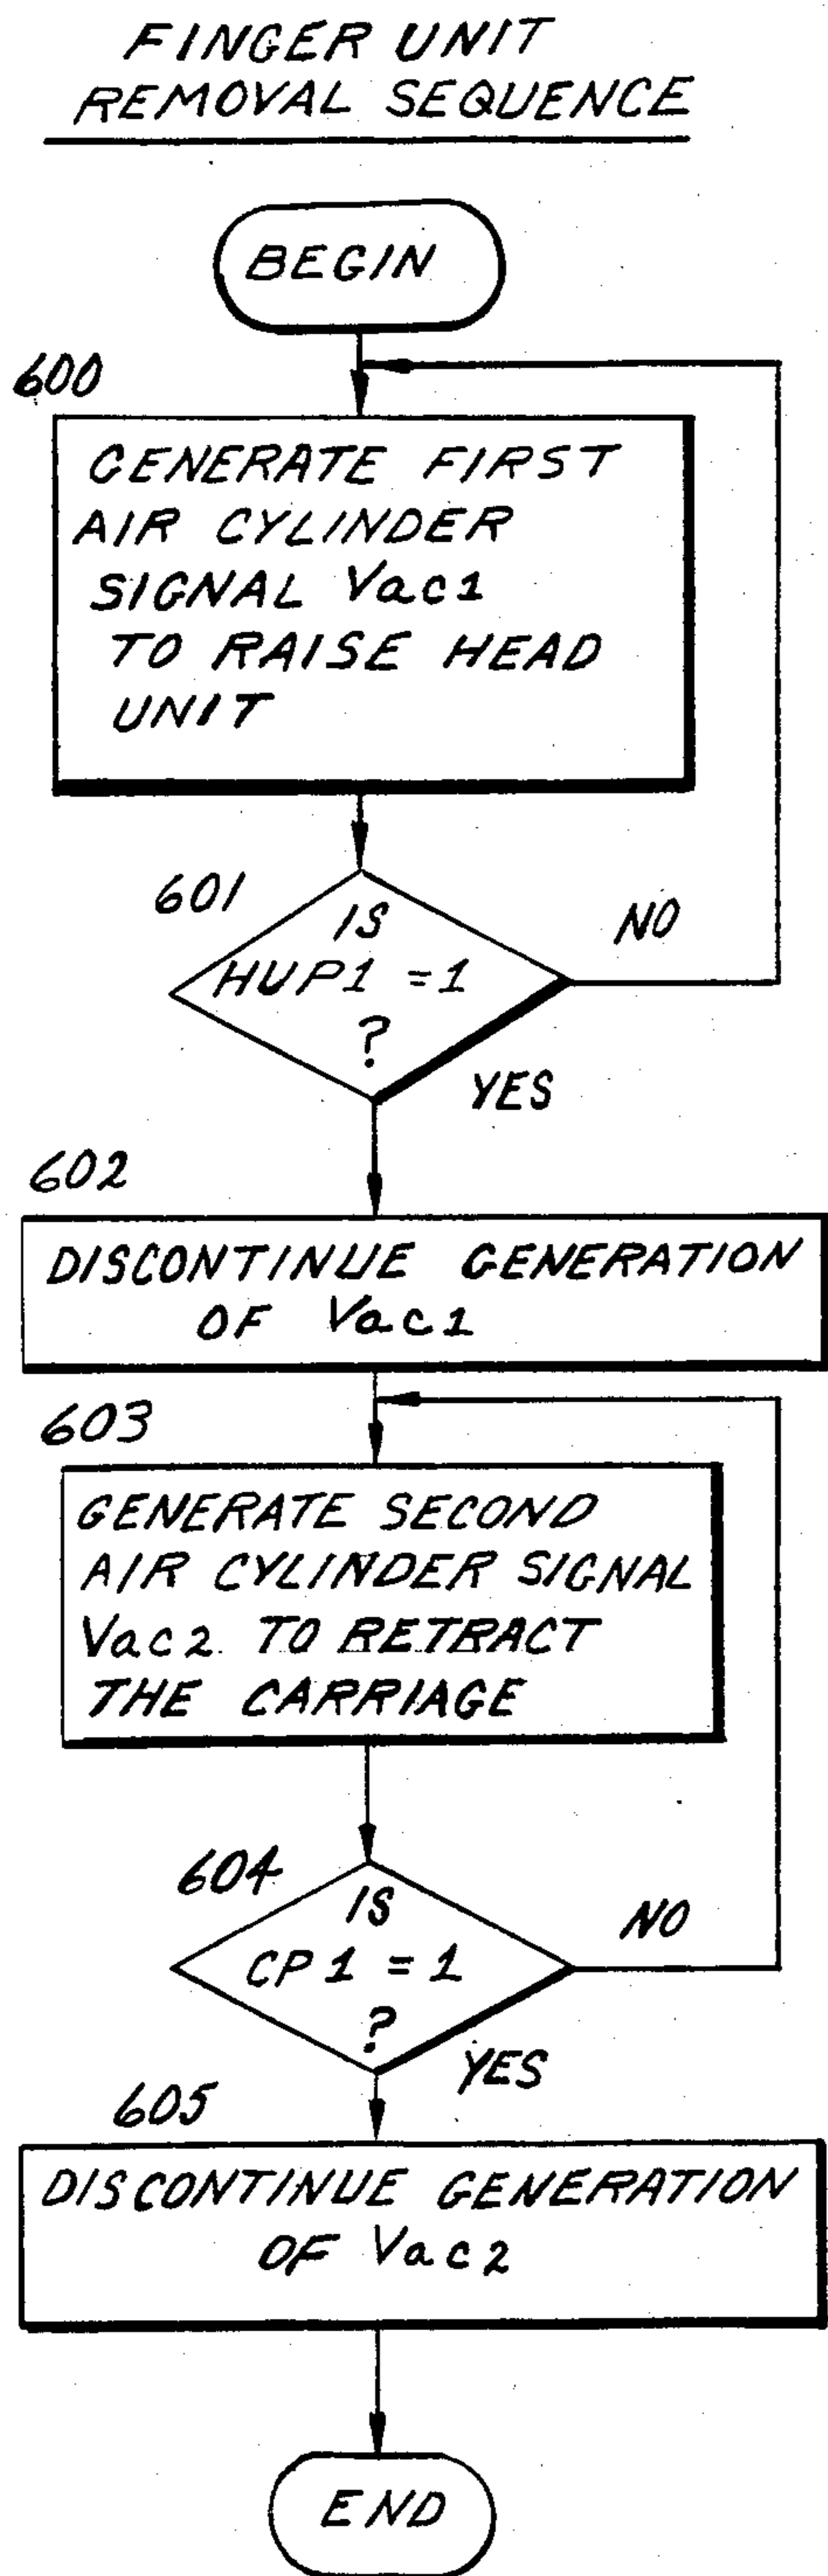 FINGER UNIT
REMOVAL SEQUENCE
BEGIN
600
GENERATE FIRST
AIR CYLINDER
SIGNAL Vac1
TO RAISE HEAD
UNIT
601
IS
HUP1 = 1
?
NO
YES
602
DISCONTINUE GENERATION
OF Vac1
603
GENERATE SECOND
AIR CYLINDER SIGNAL
Vac2 TO RETRACT
THE CARRIAGE
604
IS
CP1 = 1
?
NO
YES
605
DISCONTINUE GENERATION
OF Vac2
END